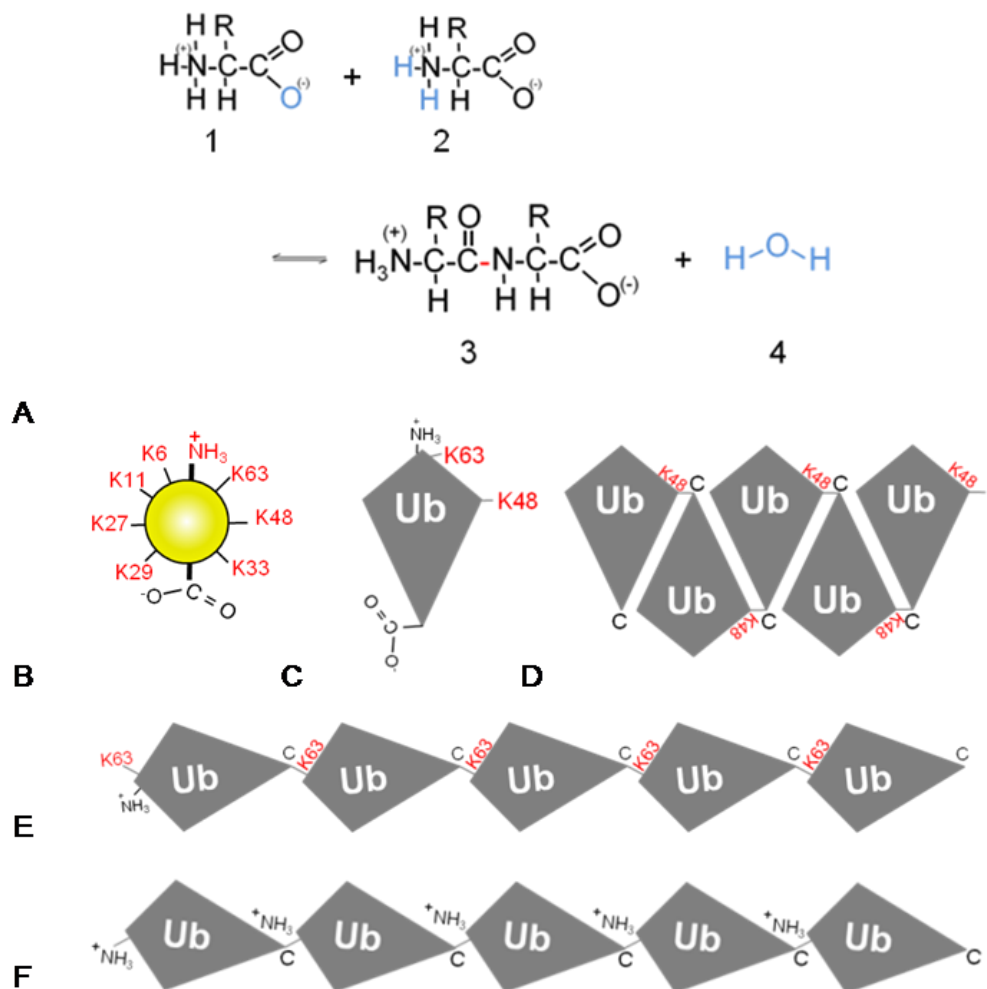 H R O
H (+) N C C
H H O (-)
+
H R O
H (+) N C C
H H O (-)
1 2
R O R O
(+) H3N C C - N C C
H H H O (-)
+ H O H
3 4
A
+
K6 NH3
K11 K63
K27 K48
K29 K33
-O C O
+
NH3
K63
Ub K48
O
C
O-
K48 C K48 C K48
Ub Ub Ub
Ub Ub
C K48 C K48 C
B C D
K63 Ub C K63 Ub C K63 Ub C K63 Ub C K63 Ub C
+
NH3
E
+NH3 Ub C +NH3 Ub C +NH3 Ub C +NH3 Ub C +NH3 Ub C
F